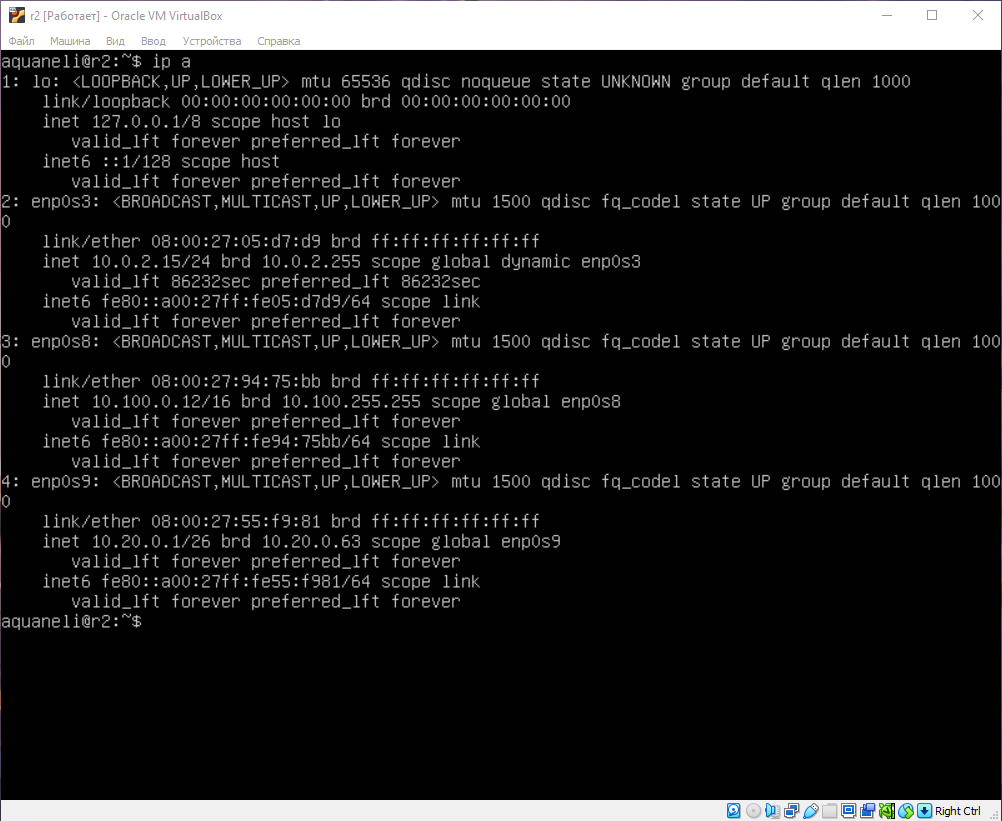 r2 [Работает] - Oracle VM VirtualBox
Файл Машина Вид Ввод Устройства Справка
aquaneli@r2:~$ ip a
1: lo: <LOOPBACK,UP,LOWER_UP> mtu 65536 qdisc noqueue state UNKNOWN group default qlen 1000
    link/loopback 00:00:00:00:00:00 brd 00:00:00:00:00:00
    inet 127.0.0.1/8 scope host lo
       valid_lft forever preferred_lft forever
    inet6 ::1/128 scope host
       valid_lft forever preferred_lft forever
2: enp0s3: <BROADCAST,MULTICAST,UP,LOWER_UP> mtu 1500 qdisc fq_codel state UP group default qlen 100
0
    link/ether 08:00:27:05:d7:d9 brd ff:ff:ff:ff:ff:ff
    inet 10.0.2.15/24 brd 10.0.2.255 scope global dynamic enp0s3
       valid_lft 86232sec preferred_lft 86232sec
    inet6 fe80::a00:27ff:fe05:d7d9/64 scope link
       valid_lft forever preferred_lft forever
3: enp0s8: <BROADCAST,MULTICAST,UP,LOWER_UP> mtu 1500 qdisc fq_codel state UP group default qlen 100
0
    link/ether 08:00:27:94:75:bb brd ff:ff:ff:ff:ff:ff
    inet 10.100.0.12/16 brd 10.100.255.255 scope global enp0s8
       valid_lft forever preferred_lft forever
    inet6 fe80::a00:27ff:fe94:75bb/64 scope link
       valid_lft forever preferred_lft forever
4: enp0s9: <BROADCAST,MULTICAST,UP,LOWER_UP> mtu 1500 qdisc fq_codel state UP group default qlen 100
0
    link/ether 08:00:27:55:f9:81 brd ff:ff:ff:ff:ff:ff
    inet 10.20.0.1/26 brd 10.20.0.63 scope global enp0s9
       valid_lft forever preferred_lft forever
    inet6 fe80::a00:27ff:fe55:f981/64 scope link
       valid_lft forever preferred_lft forever
aquaneli@r2:~$
Right Ctrl